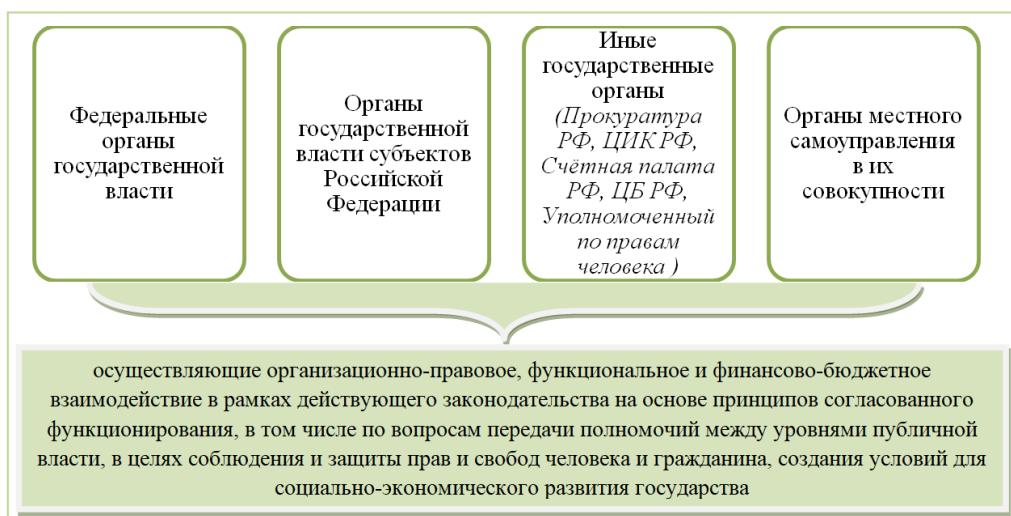 Федеральные
органы
государственной
власти
Органы
государственной
власти субъектов
Российской
Федерации
Иные
государственные
органы
(Прокуратура
РФ, ЦИК РФ,
Счётная палата
РФ, ЦБ РФ,
Уполномоченный
по правам
человека )
Органы местного
самоуправления
в их
совокупности
осуществляющие организационно-правовое, функциональное и финансово-бюджетное
взаимодействие в рамках действующего законодательства на основе принципов согласованного
функционирования, в том числе по вопросам передачи полномочий между уровнями публичной
власти, в целях соблюдения и защиты прав и свобод человека и гражданина, создания условий для
социально-экономического развития государства